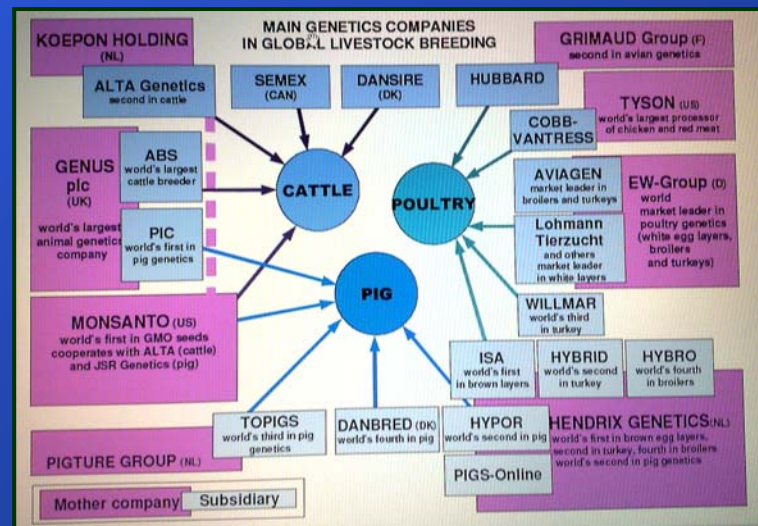 MAIN GENETICS COMPANIES
IN GLOBAL LIVESTOCK BREEDING
KOEPON HOLDING
(NL)
ALTA Genetics
second in cattle
SEMEX
(CAN)
DANSIRE
(DK)
HUBBARD
GRIMAUD Group (F)
second in avian genetics
TYSON (US)
world's largest processor
of chicken and red meat
COBB-
VANTRESS
GENUS
plc
(UK)
world's largest
animal genetics
company
ABS
world's largest
cattle breeder
PIC
world's first in
pig genetics
CATTLE
POULTRY
PIG
AVIAGEN
market leader in
broilers and turkeys
Lohmann
Tierzucht
and others
market leader
in white layers
EW-Group (D)
world
market leader in
poultry genetics
(white egg layers,
broilers
and turkeys)
WILLMAR
world's third
in turkey
MONSANTO (US)
world's first in GMO seeds
cooperates with ALTA (cattle)
and JSR Genetics (pig)
ISA
world's first
in brown layers
HYBRID
world's second
in turkey
HYBRO
world's fourth
in broilers
TOPIGS
world's third in pig
genetics
DANBRED (DK)
world's fourth in pig
HYPOR
world's second in pig
PIGS-Online
HENDRIX GENETICS (NL)
world's first in brown egg layers,
second in turkey, fourth in broilers
world's second in pig genetics
PIGTURE GROUP (NL)
Mother company
Subsidiary